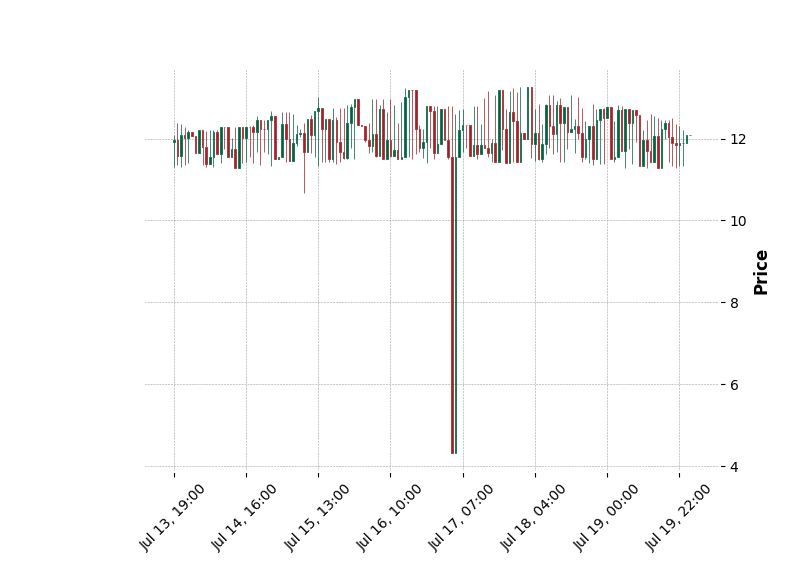 12
10
8
6
4
Price
Jul 13, 19:00
Jul 14, 16:00
Jul 15, 13:00
Jul 16, 10:00
Jul 17, 07:00
Jul 18, 04:00
Jul 19, 00:00
Jul 19, 22:00